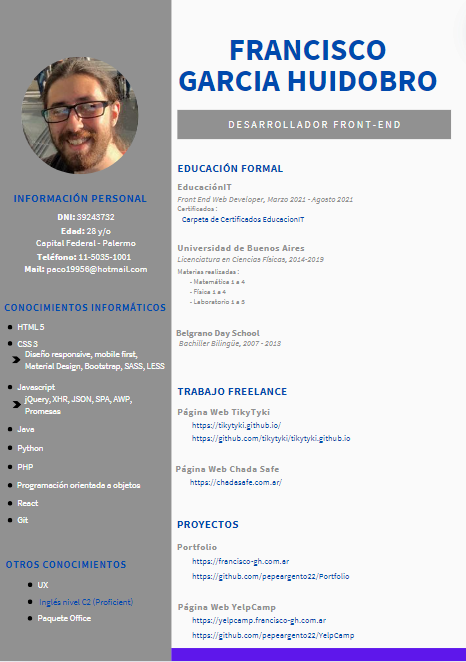 FRANCISCO
GARCIA HUIDOBRO
DESARROLLADOR FRONT-END
INFORMACIÓN PERSONAL
DNI: 39243732
Edad: 28 y/o
Capital Federal - Palermo
Teléfono: 11-5035-1001
Mail: paco19956@hotmail.com
CONOCIMIENTOS INFORMÁTICOS
HTML 5
CSS 3
Diseño responsive, mobile first,
Material Design, Bootstrap, SASS, LESS
Javascript
jQuery, XHR, JSON, SPA, AWP,
Promesas
Java
Python
PHP
Programación orientada a objetos
React
Git
OTROS CONOCIMIENTOS
UX
Inglés nivel C2 (Proficient)
Paquete Office
EDUCACIÓN FORMAL
EducaciónIT
Front End Web Developer, Marzo 2021 - Agosto 2021
Certificados:
Carpeta de Certificados EducacionIT
Universidad de Buenos Aires
Licenciatura en Ciencias Físicas, 2014-2019
Materias realizadas:
- Matemática 1 a 4
- Física 1 a 4
- Laboratorio 1 a 5
Belgrano Day School
Bachiller Bilingüe, 2007 - 2013
TRABAJO FREELANCE
Página Web TikyTyki
https://tikytyki.github.io/
https://github.com/tikytyki/tikytyki.github.io
Página Web Chada Safe
https://chadasafe.com.ar/
PROYECTOS
Portfolio
https://francisco-gh.com.ar
https://github.com/pepeargento22/Portfolio
Página Web YelpCamp
https://yelpcamp.francisco-gh.com.ar
https://github.com/pepeargento22/YelpCamp